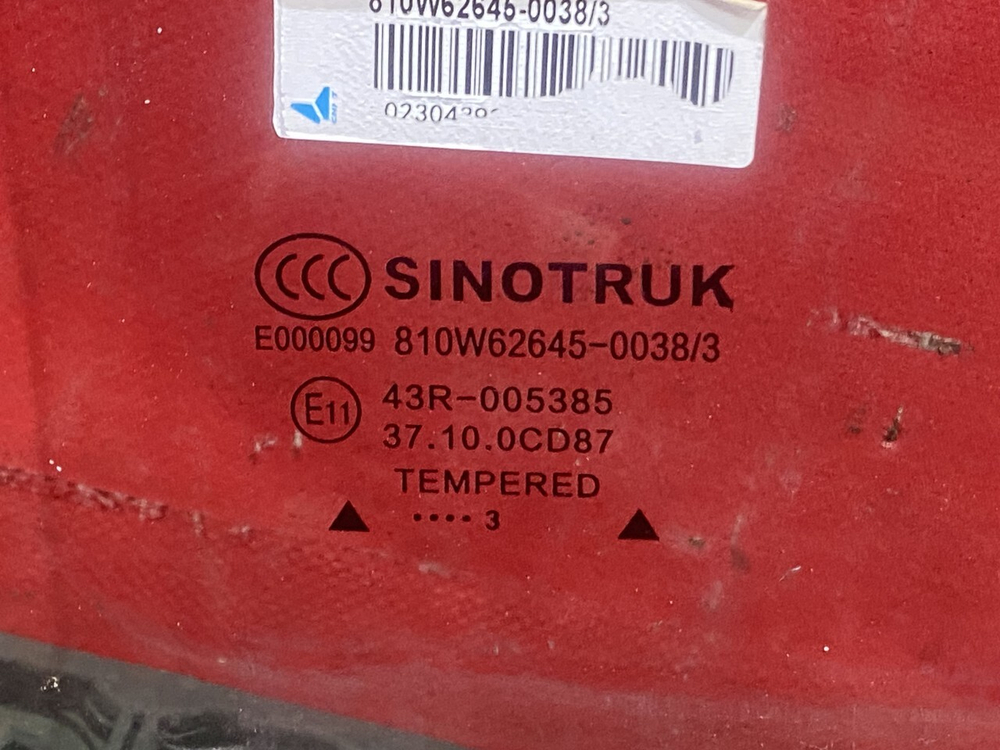 810W62645-0038/3
CCC SINOTRUK
E000099 810W62645-0038/3
E11 43R-005385
37.10.0CD87
TEMPERED
▲ •••• 3 ▲